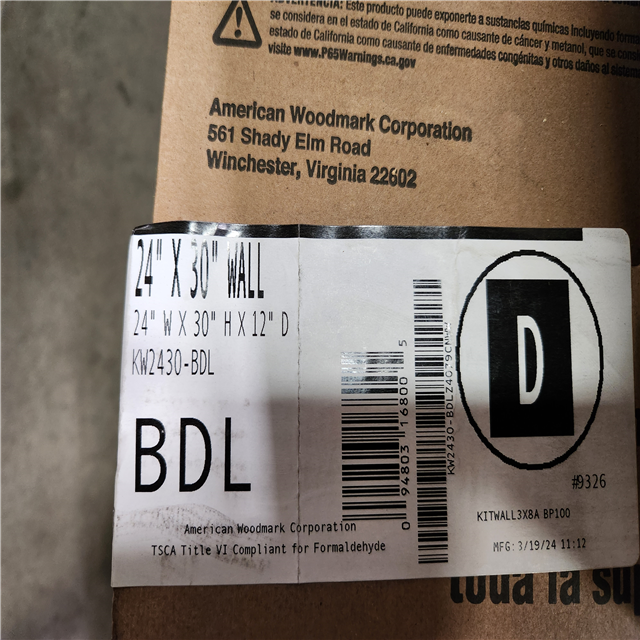 ADVERTENCIA: Este producto puede exponerte a sustancias químicas incluyendo
se considera en el estado de California como causante de cáncer y metanol, que se
estado de California como causante de enfermedades congénitas y otros daños al
visite www.P65Warnings.ca.gov
American Woodmark Corporation
561 Shady Elm Road
Winchester, Virginia 22602
24" X 30" WALL
24" W X 30" H X 12" D
KW2430-BDL
BDL
American Woodmark Corporation
TSCA Title VI Compliant for Formaldehyde
0 94803 16800 5
D
#9326
KITWALL3X8A BP100
MFG: 3/19/24 11:12
toda la